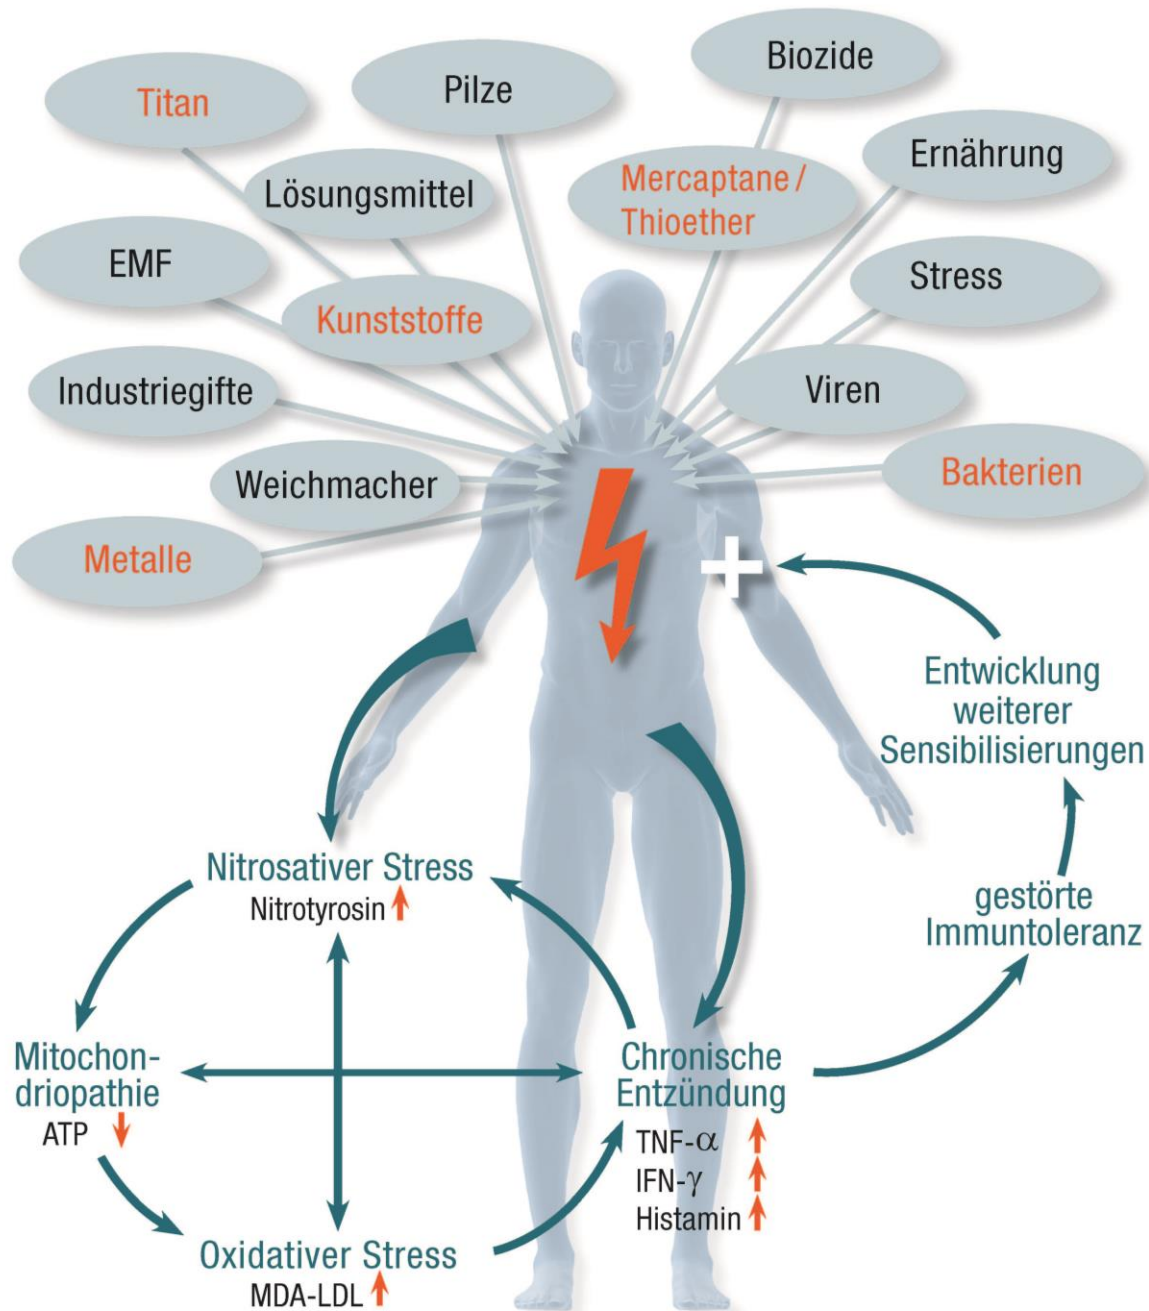 Titan
Pilze
Biozide
Lösungsmittel
Mercaptane /
Thioether
Ernährung
EMF
Kunststoffe
Stress
Industriegifte
Viren
Weichmacher
Bakterien
Metalle
Entwicklung
weiterer
Sensibilisierungen
gestörte
Immuntoleranz
Nitrosativer Stress
Nitrotyrosin
Mitochon-
driopathie
ATP
Chronische
Entzündung
TNF-α
IFN-γ
Histamin
Oxidativer Stress
MDA-LDL